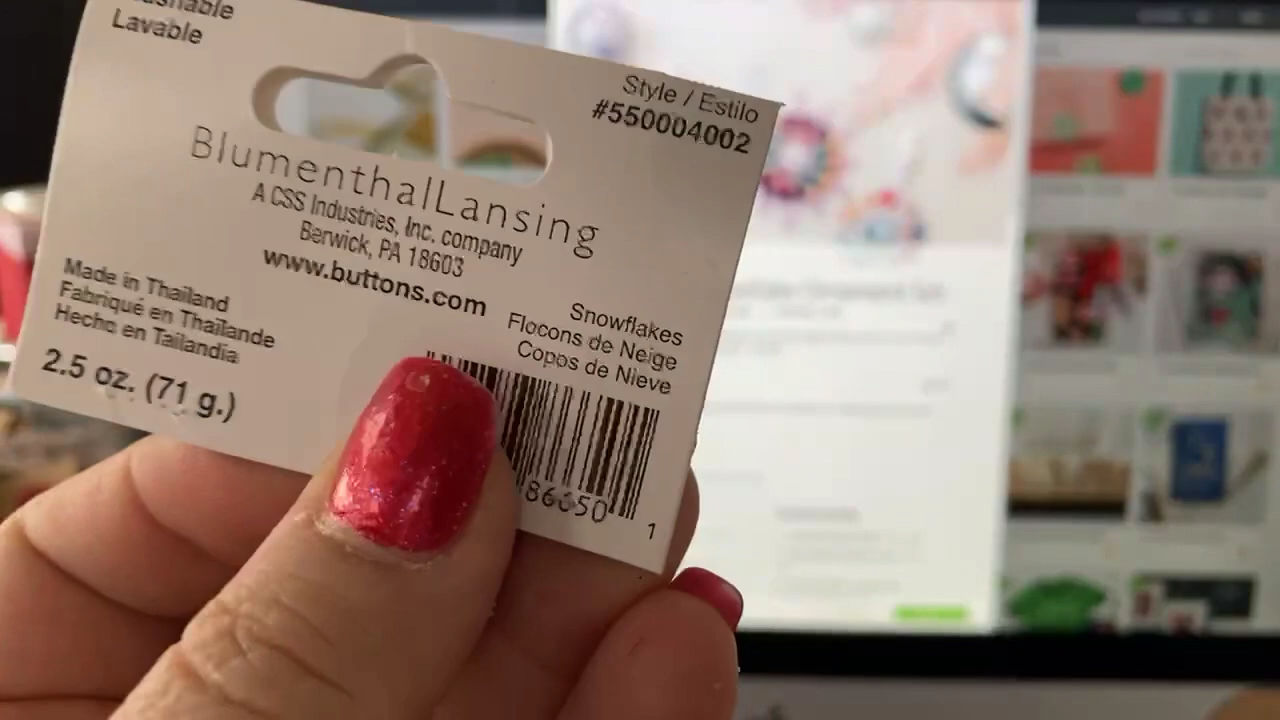 Lavable
Style / Estilo
#550004002
BlumenthalLansing
A CSS Industries, Inc. company
Berwick, PA 18603
www.buttons.com
Made in Thailand
Fabriqué en Thaïlande
Hecho en Tailandia
2.5 oz. (71 g.)
Snowflakes
Flocons de Neige
Copos de Nieve
86650
1